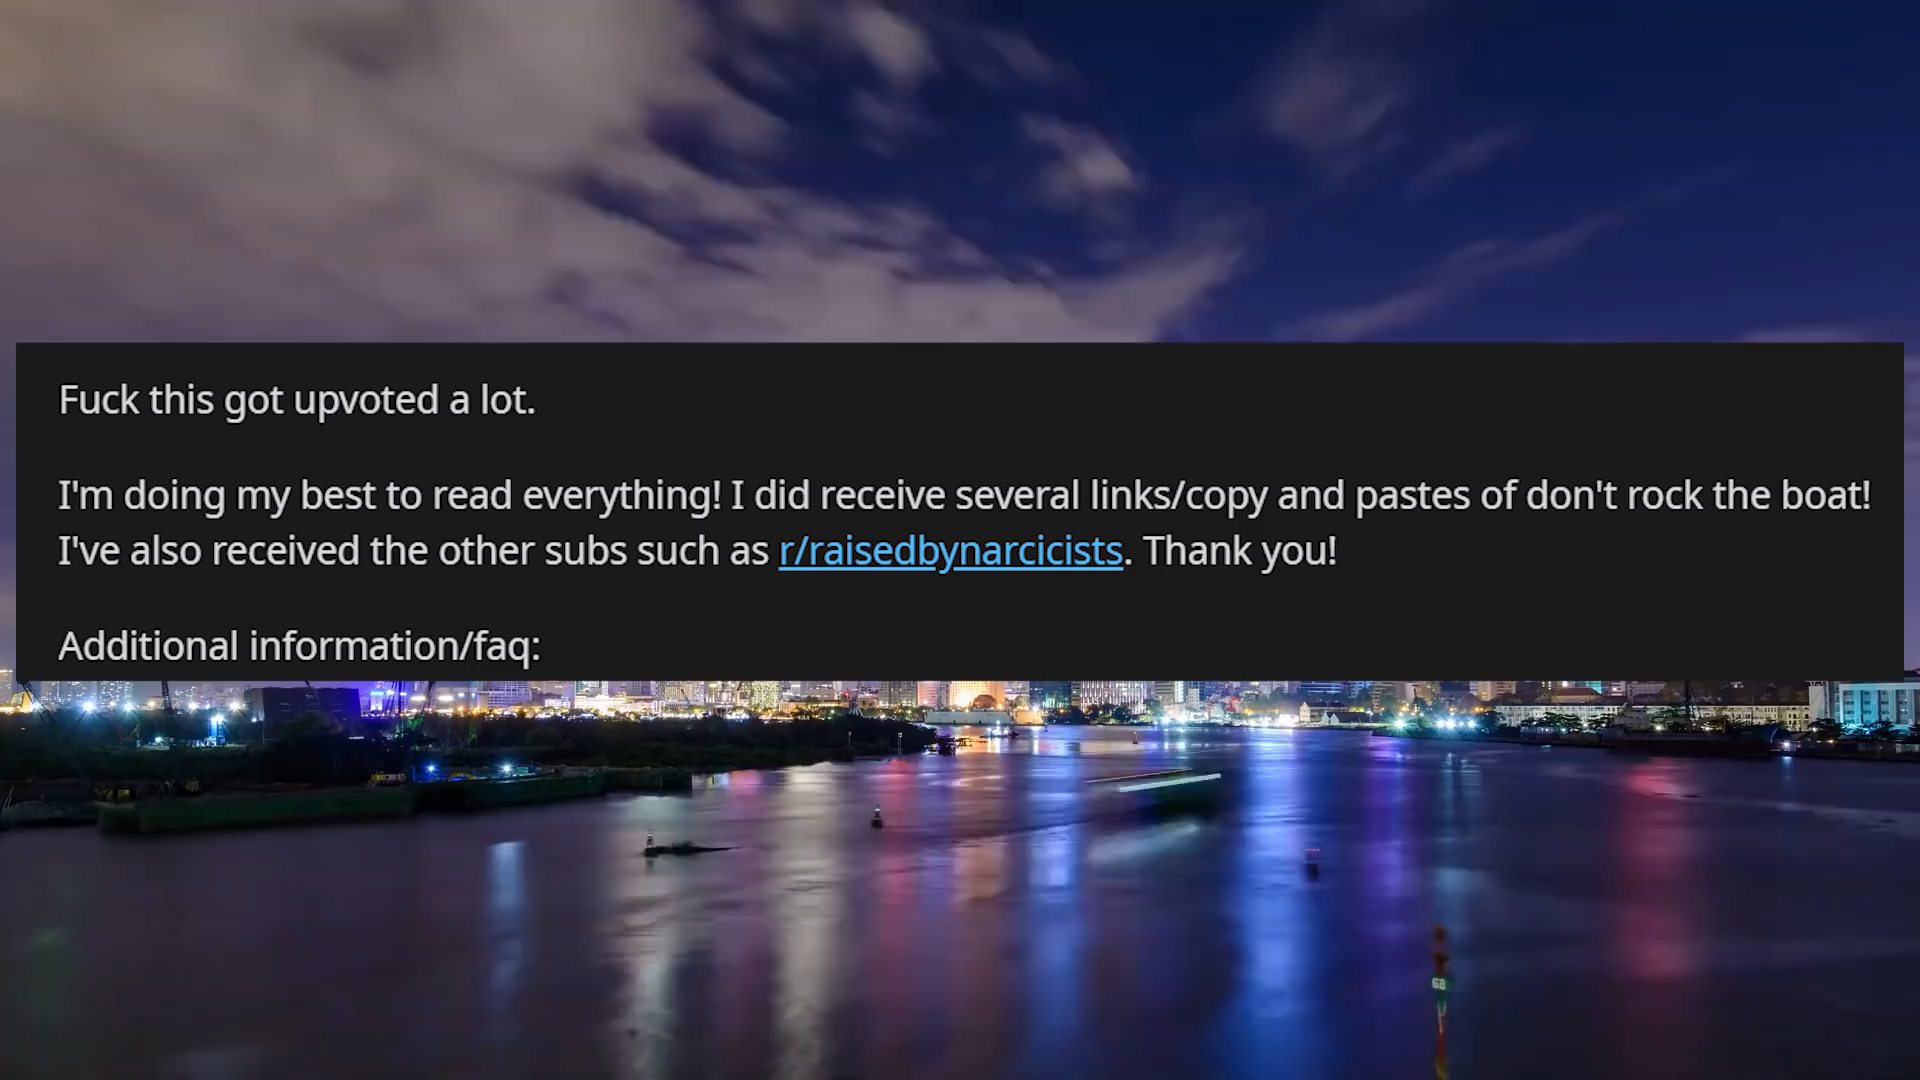 Fuck this got upvoted a lot.
I'm doing my best to read everything! I did receive several links/copy and pastes of don't rock the boat!
I've also received the other subs such as r/raisedbynarcicists. Thank you!
Additional information/faq:
68